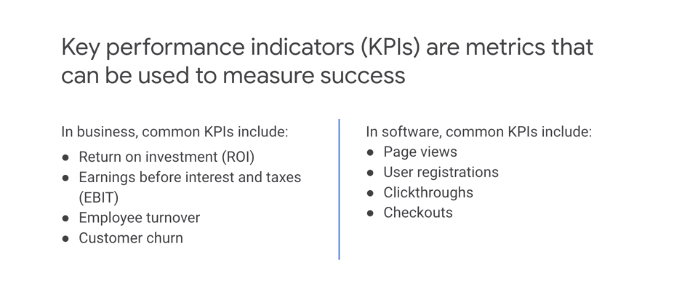 Key performance indicators (KPIs) are metrics that
can be used to measure success
In business, common KPIs include:
● Return on investment (ROI)
● Earnings before interest and taxes
(EBIT)
● Employee turnover
● Customer churn
In software, common KPIs include:
● Page views
● User registrations
● Clickthroughs
● Checkouts